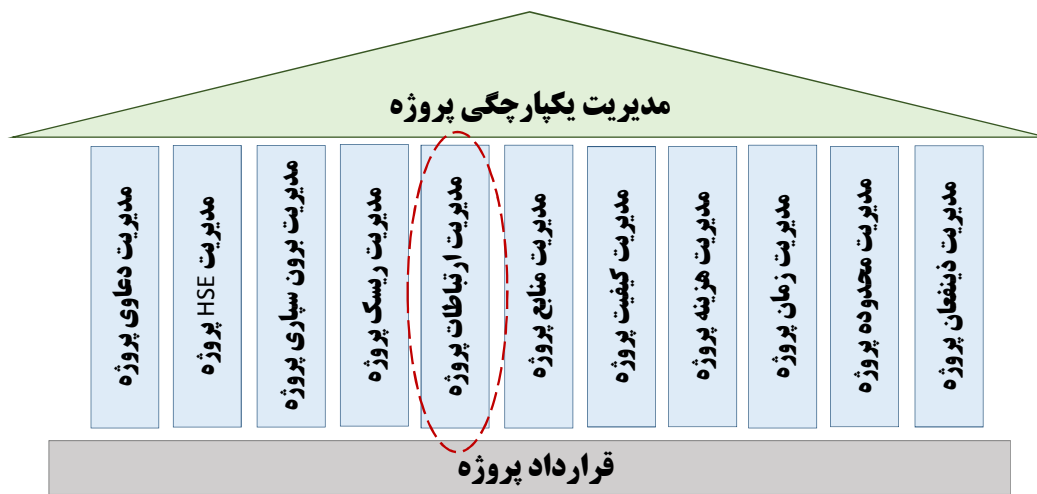 مدیریت یکپارچگی پروژه
مدیریت ذینفعان پروژه
مدیریت محدوده پروژه
مدیریت زمان پروژه
مدیریت هزینه پروژه
مدیریت کیفیت پروژه
مدیریت منابع پروژه
مدیریت ارتباطات پروژه
مدیریت ریسک پروژه
مدیریت برون سپاری پروژه
مدیریت HSE پروژه
مدیریت دعاوی پروژه
قرارداد پروژه